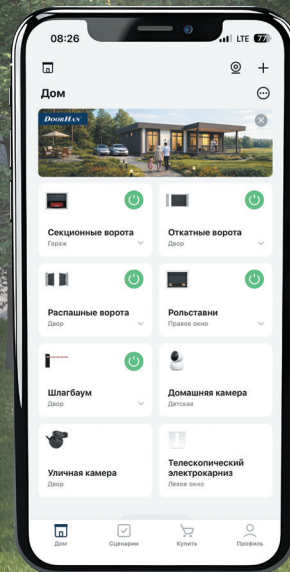 08:26
LTE 77
Дом
DOORHAN
Секционные ворота
Гараж
Откатные ворота
Двор
Распашные ворота
Двор
Рольставни
Правое окно
Шлагбаум
Двор
Домашняя камера
Детская
Уличная камера
Двор
Телескопический
электрокарниз
Левое окно
Дом
Сценарии
Купить
Профиль